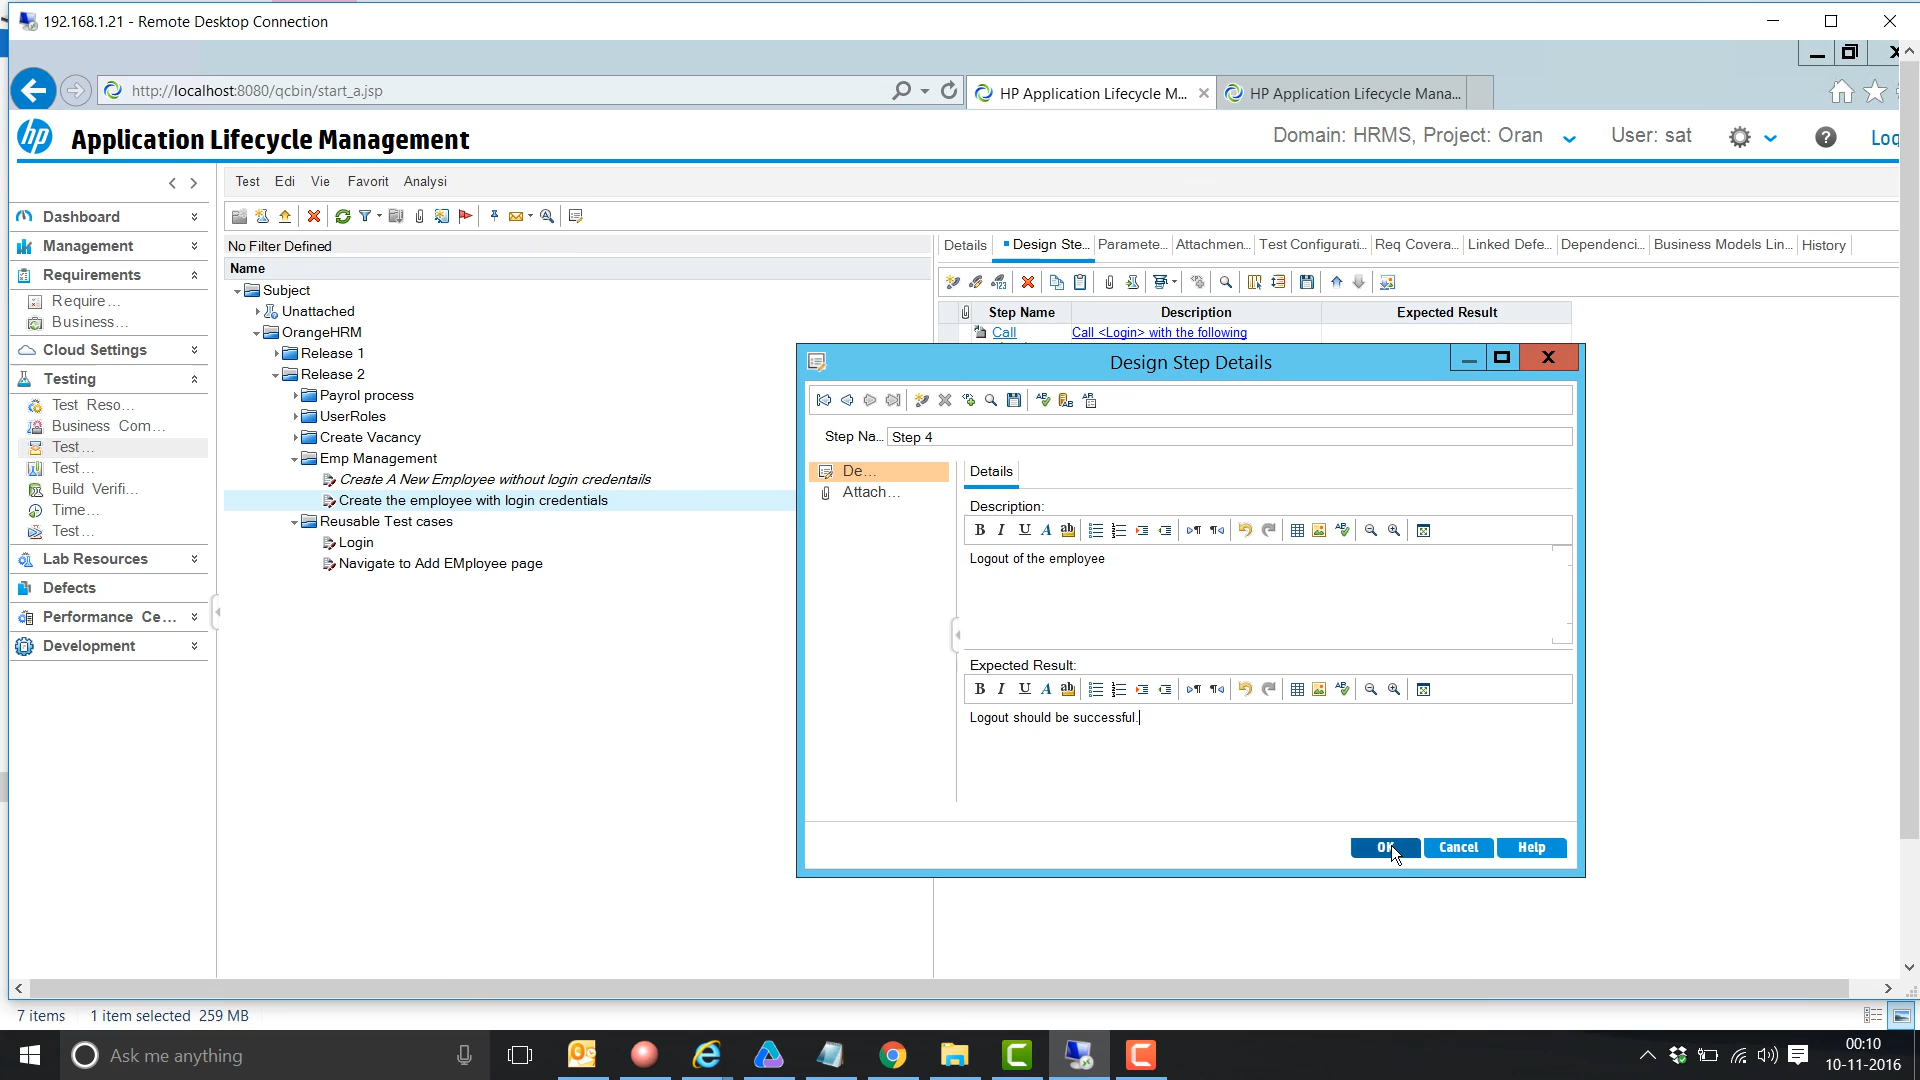 192.168.1.21 - Remote Desktop Connection
http://localhost:8080/qcbin/start_a.jsp
HP Application Lifecycle M...
HP Application Lifecycle Mana...
hp
Application Lifecycle Management
Domain: HRMS, Project: Oran
User: sat
Log
Test Edi Vie Favorit Analysi
Dashboard
Management
Requirements
Require...
Business...
Cloud Settings
Testing
Test Reso...
Business Com...
Test...
Test...
Build Verifi...
Time...
Test...
Lab Resources
Defects
Performance Ce...
Development
No Filter Defined
Name
Subject
Unattached
OrangeHRM
Release 1
Release 2
Payrol process
UserRoles
Create Vacancy
Emp Management
Create A New Employee without login credentails
Create the employee with login credentials
Reusable Test cases
Login
Navigate to Add EMployee page
Details Design Ste... Paramete... Attachmen... Test Configurati... Req Covera... Linked Defe... Dependenci... Business Models Lin... History
Step Name Description Expected Result
Call Call <Login> with the following
Design Step Details
Step Na... Step 4
De...
Attach...
Details
Description:
Logout of the employee
Expected Result:
Logout should be successful.
OK Cancel Help
7 items 1 item selected 259 MB
Ask me anything
00:10
10-11-2016